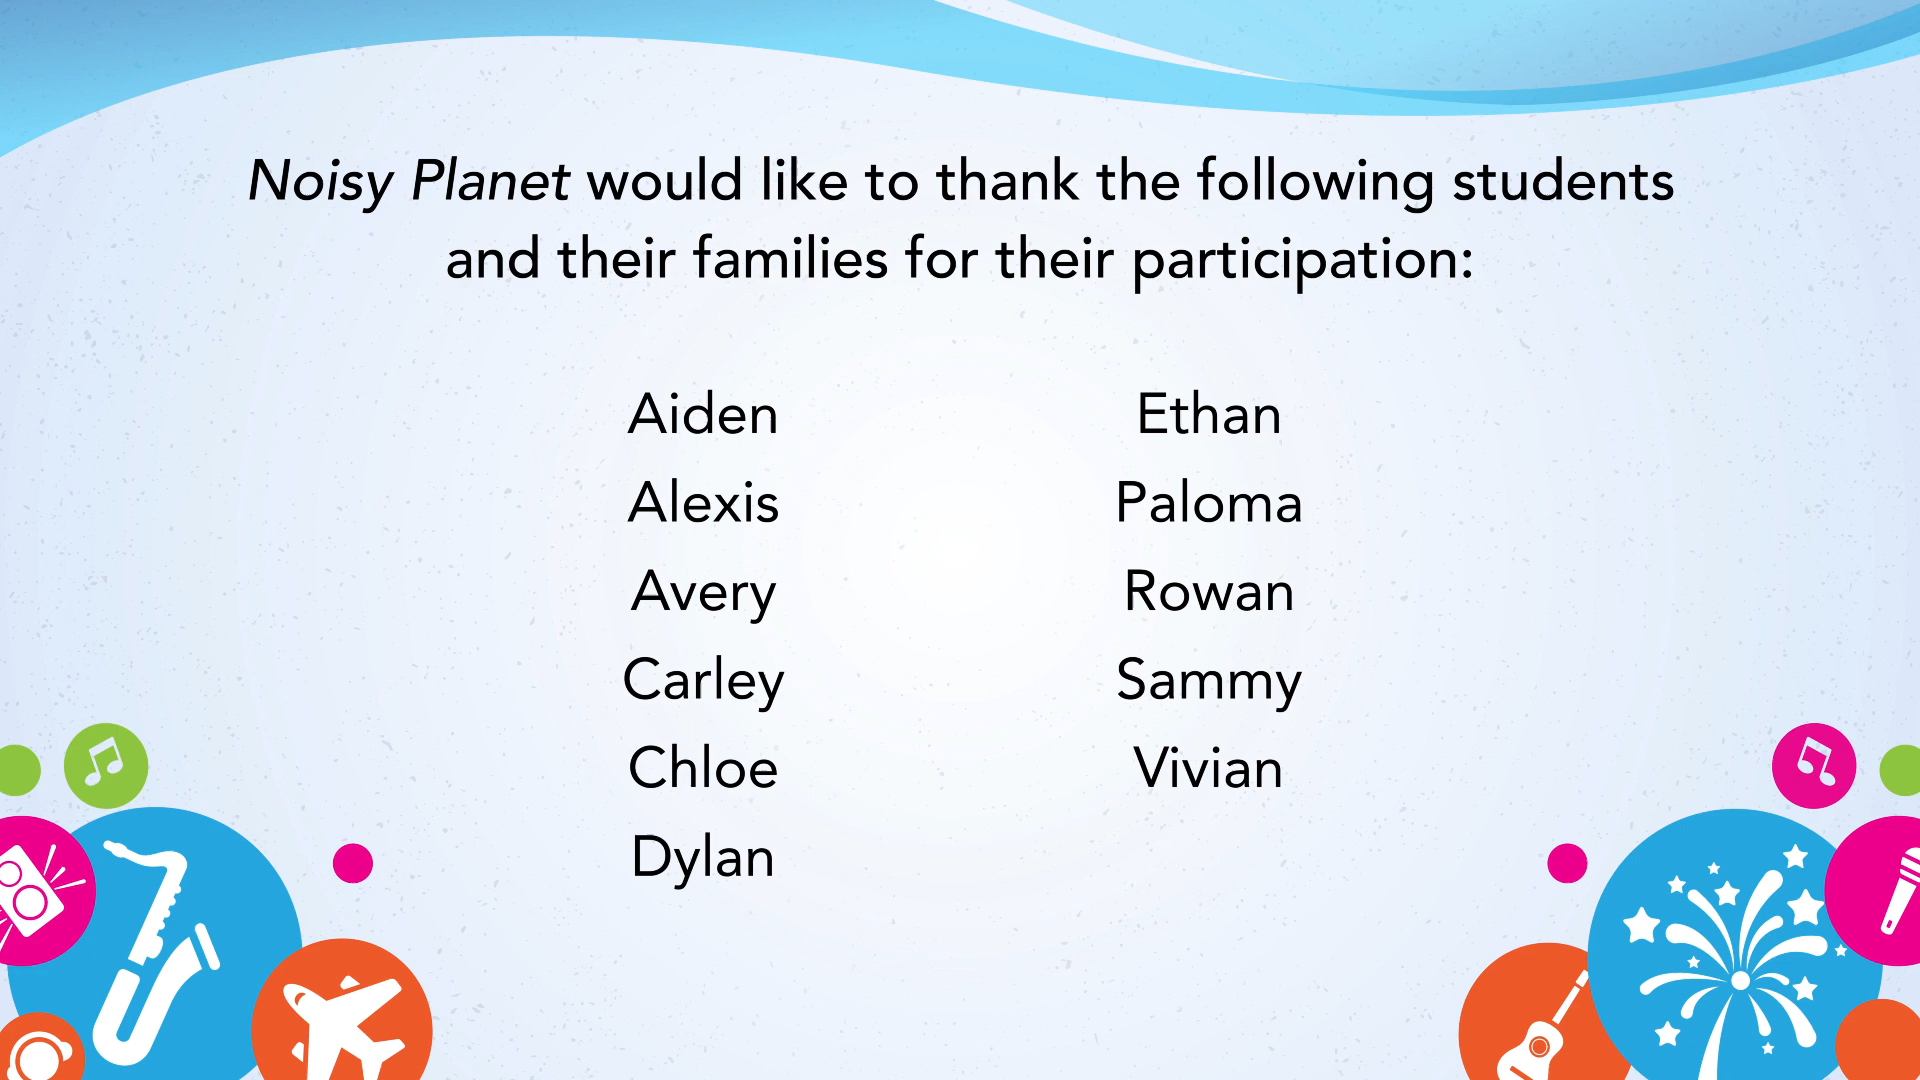 Noisy Planet would like to thank the following students
and their families for their participation:
Aiden
Alexis
Avery
Carley
Chloe
Dylan
Ethan
Paloma
Rowan
Sammy
Vivian